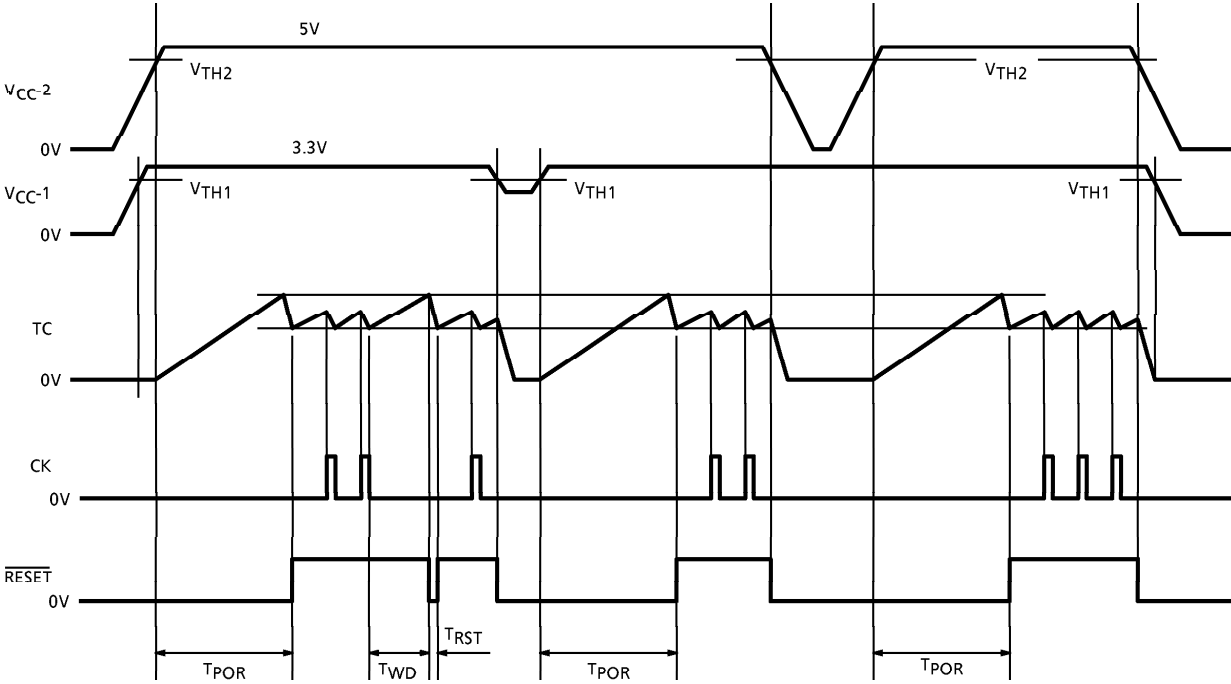 5V
VTH2
VTH2
VCC-2
0V
3.3V
VTH1
VTH1
VTH1
VCC-1
0V
TC
0V
CK
0V
RESET
0V
TRST
TPOR
TWD
TPOR
TPOR